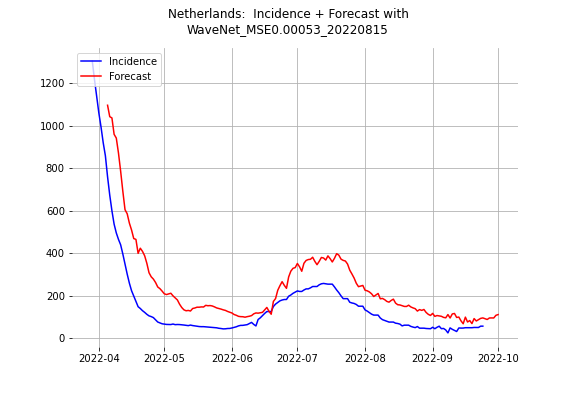 Netherlands:  Incidence + Forecast with
WaveNet_MSE0.00053_20220815
Incidence
Forecast
1200
1000
800
600
400
200
0
2022-04 2022-05 2022-06 2022-07 2022-08 2022-09 2022-10